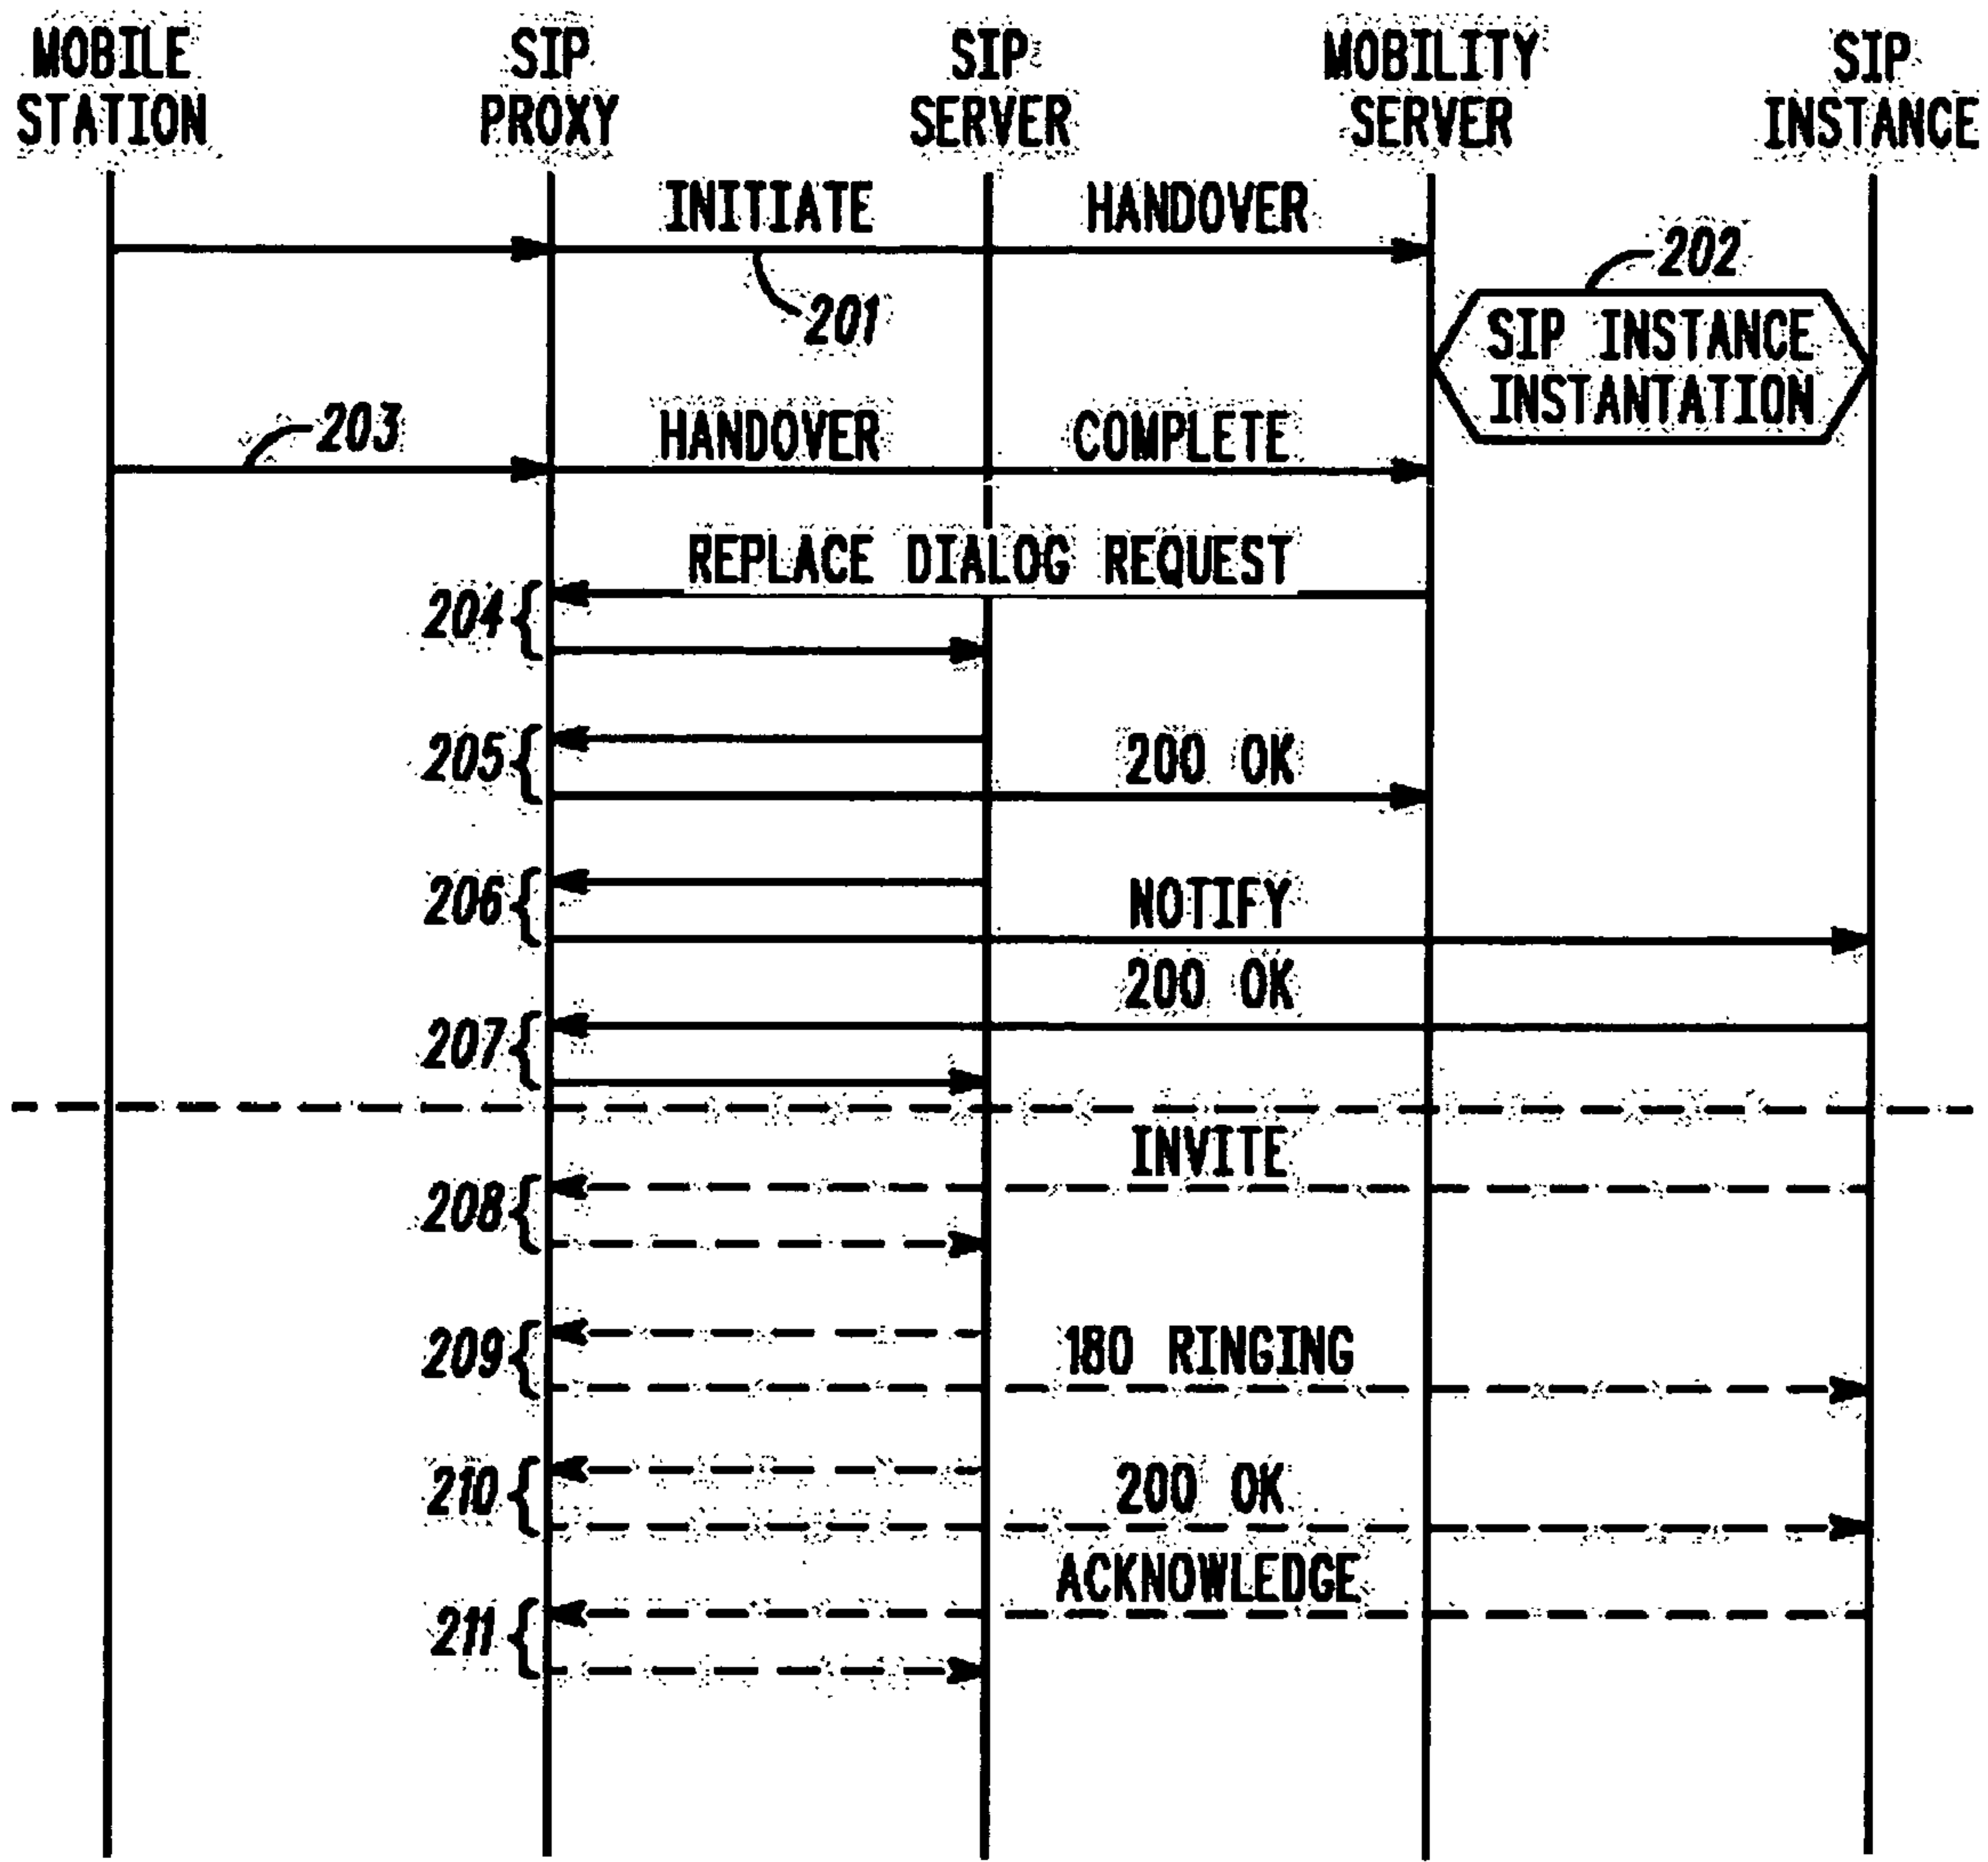 MOBILE STATION
SIP PROXY
SIP SERVER
MOBILITY SERVER
SIP INSTANCE
INITIATE HANDOVER
201
202
SIP INSTANCE
INSTANTATION
203
HANDOVER COMPLETE
REPLACE DIALOG REQUEST
204
205
200 OK
206
NOTIFY
200 OK
207
INVITE
208
209
180 RINGING
210
200 OK
ACKNOWLEDGE
211